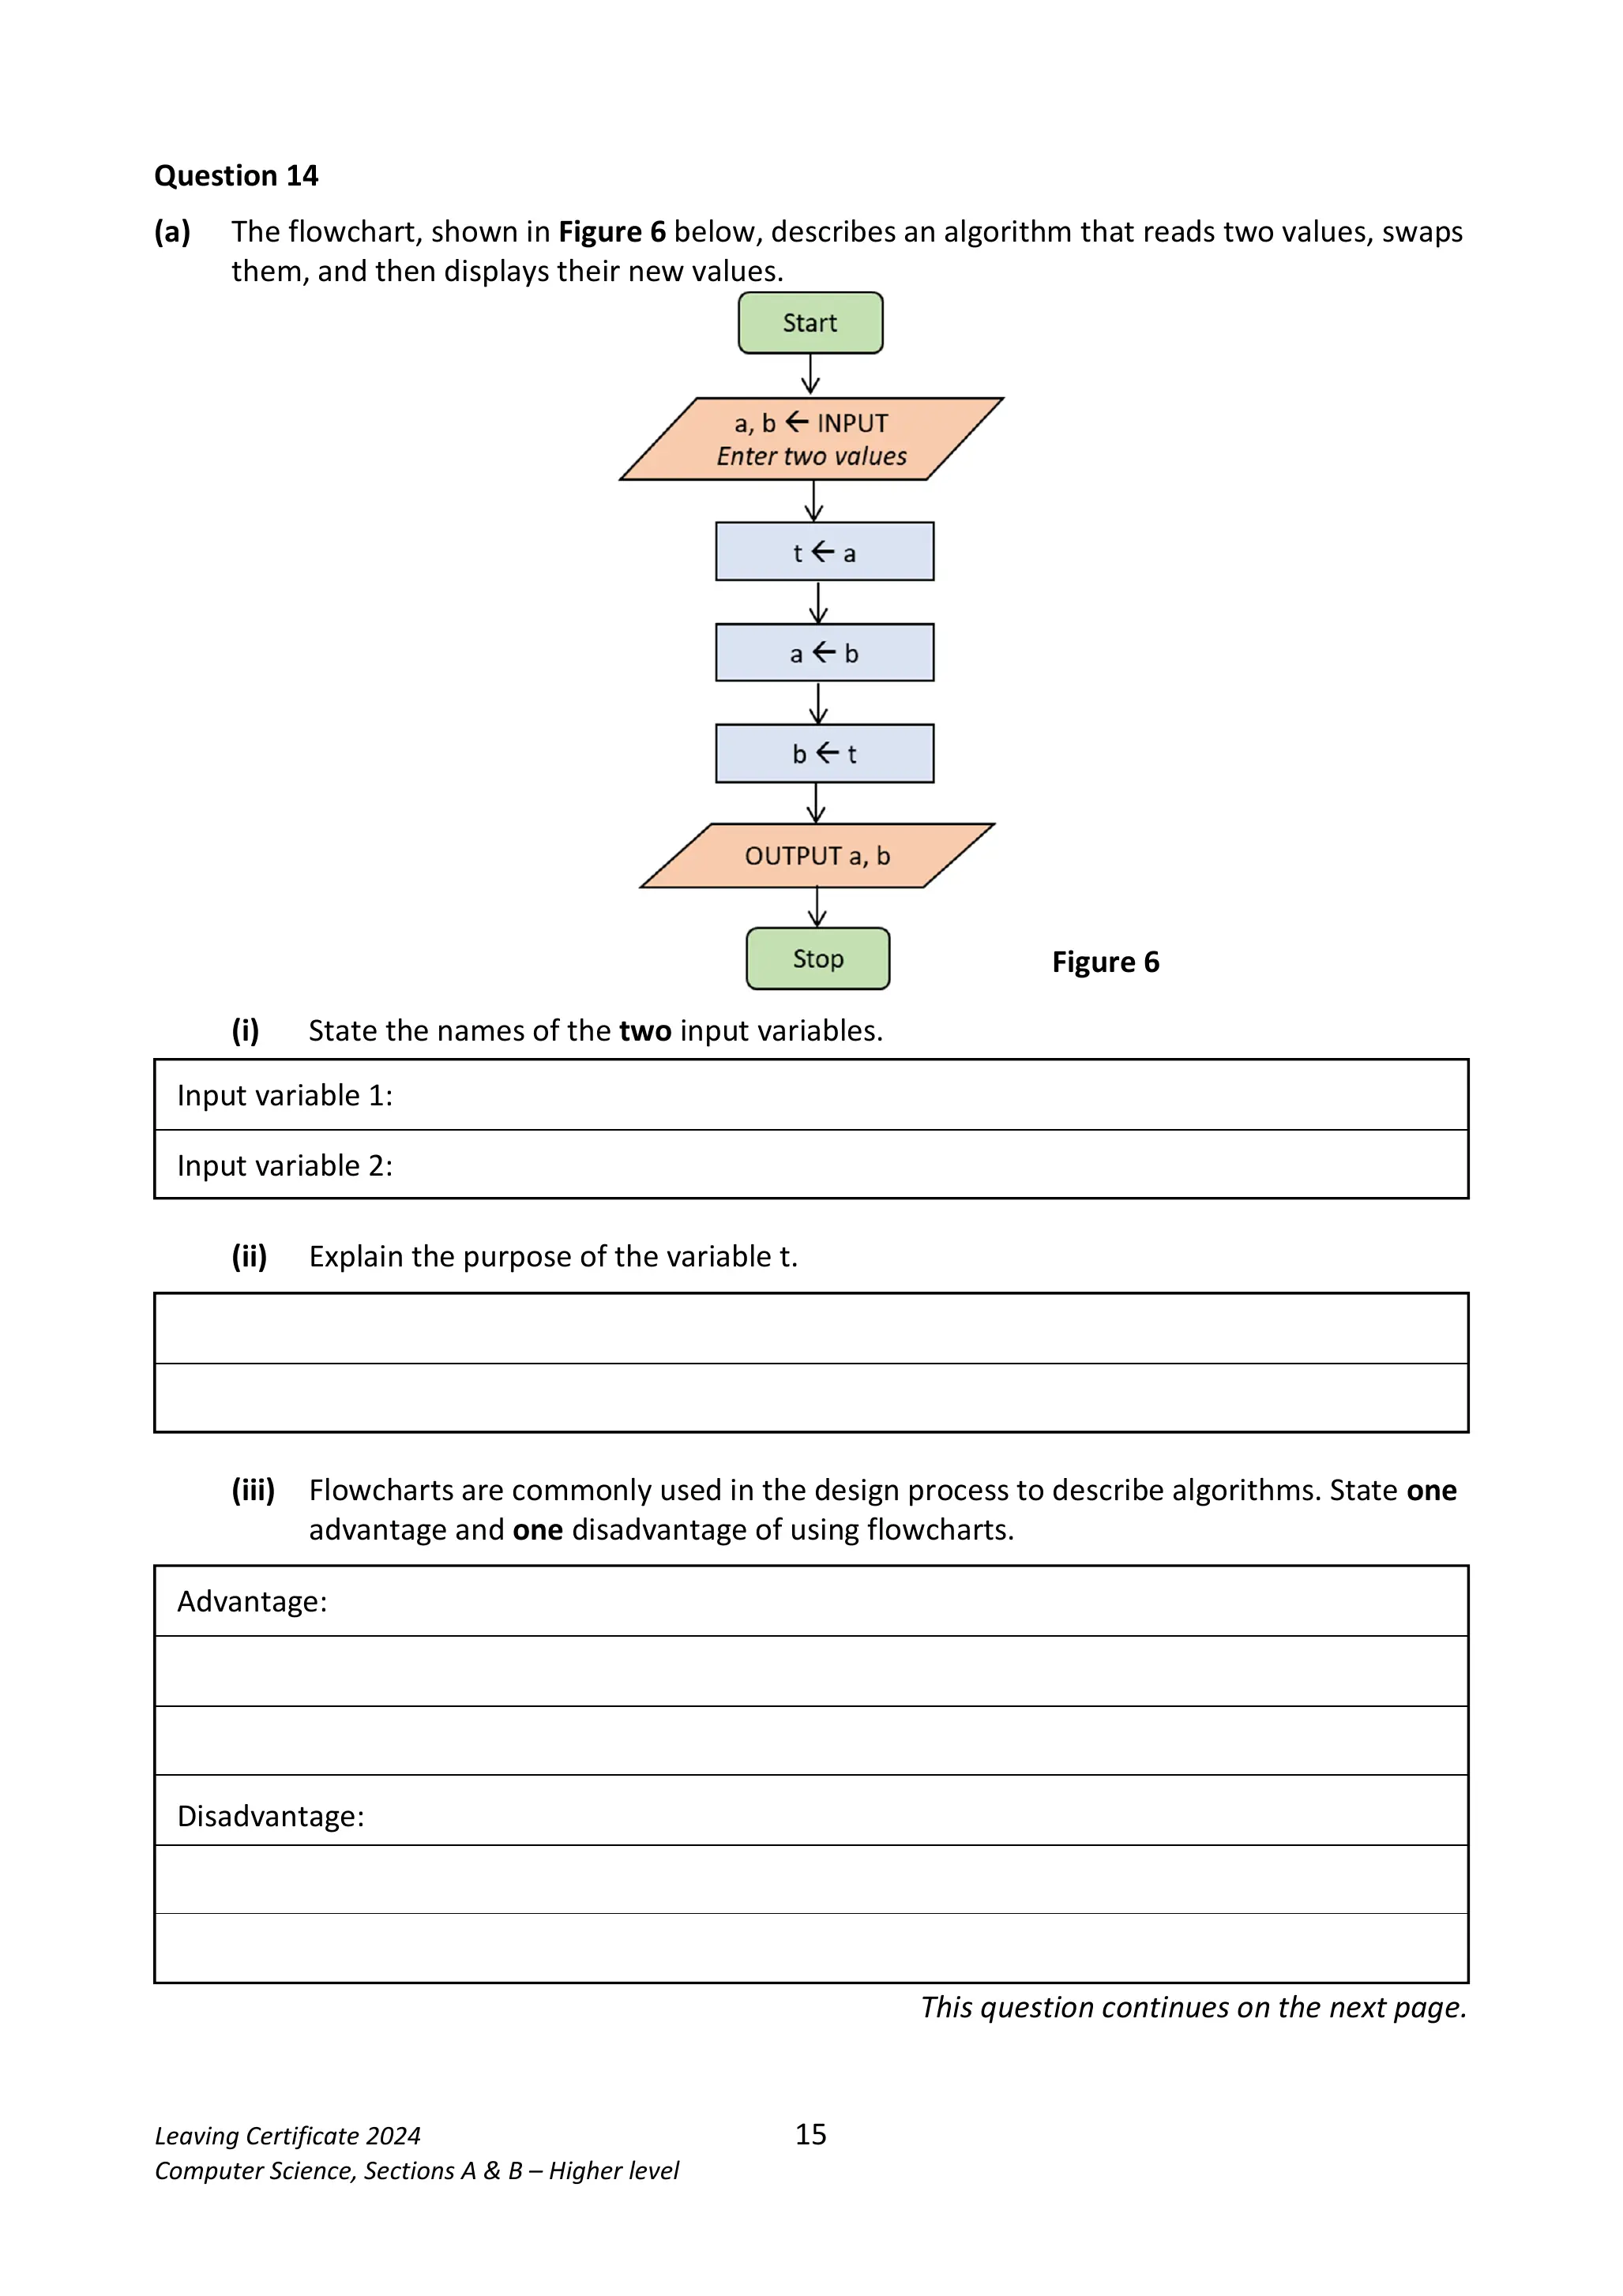 Question 14
(a) The flowchart, shown in Figure 6 below, describes an algorithm that reads two values, swaps
them, and then displays their new values.
Start
a, b ← INPUT
Enter two values
t ← a
a ← b
b ← t
OUTPUT a, b
Stop
Figure 6
(i) State the names of the two input variables.
Input variable 1:
Input variable 2:
(ii) Explain the purpose of the variable t.
(iii) Flowcharts are commonly used in the design process to describe algorithms. State one
advantage and one disadvantage of using flowcharts.
Advantage:
Disadvantage:
This question continues on the next page.
Leaving Certificate 2024
15
Computer Science, Sections A & B – Higher level